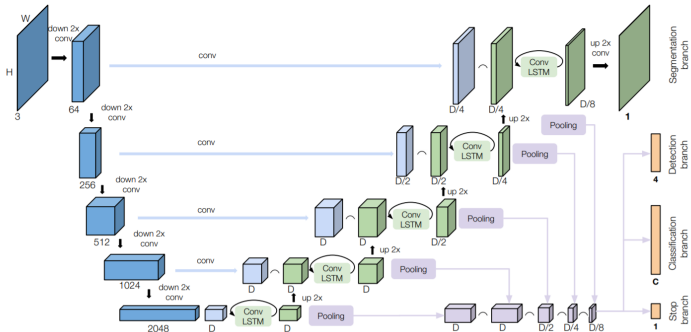 W
H
3
down 2x
conv
64
conv
D/4
D/4
Conv
LSTM
D/8
up 2x
conv
1
Segmentation
branch
down 2x
conv
256
conv
D/2
D/2
up 2x
Conv
LSTM
D/4
Pooling
Pooling
4
Detection
branch
down 2x
conv
512
conv
D
D
up 2x
Conv
LSTM
D/2
Pooling
C
Classification
branch
down 2x
conv
1024
conv
D
D
up 2x
Conv
LSTM
D
Pooling
down 2x
conv
2048
D
Conv
LSTM
up 2x
D
Pooling
D
D
D/2
D/4
D/8
1
Stop
branch